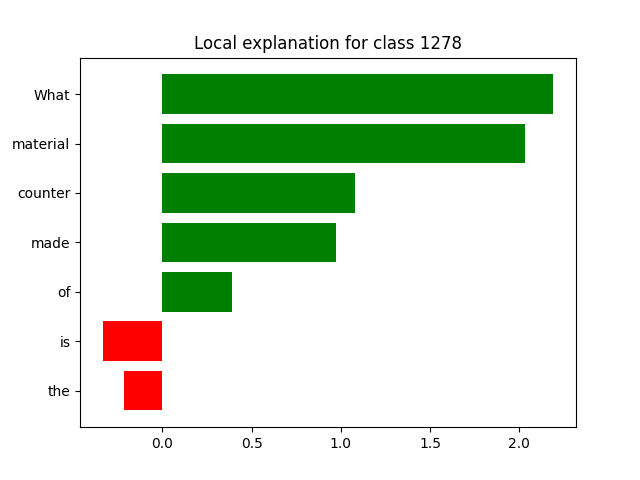 Local explanation for class 1278
What
material
counter
made
of
is
the
0.0 0.5 1.0 1.5 2.0